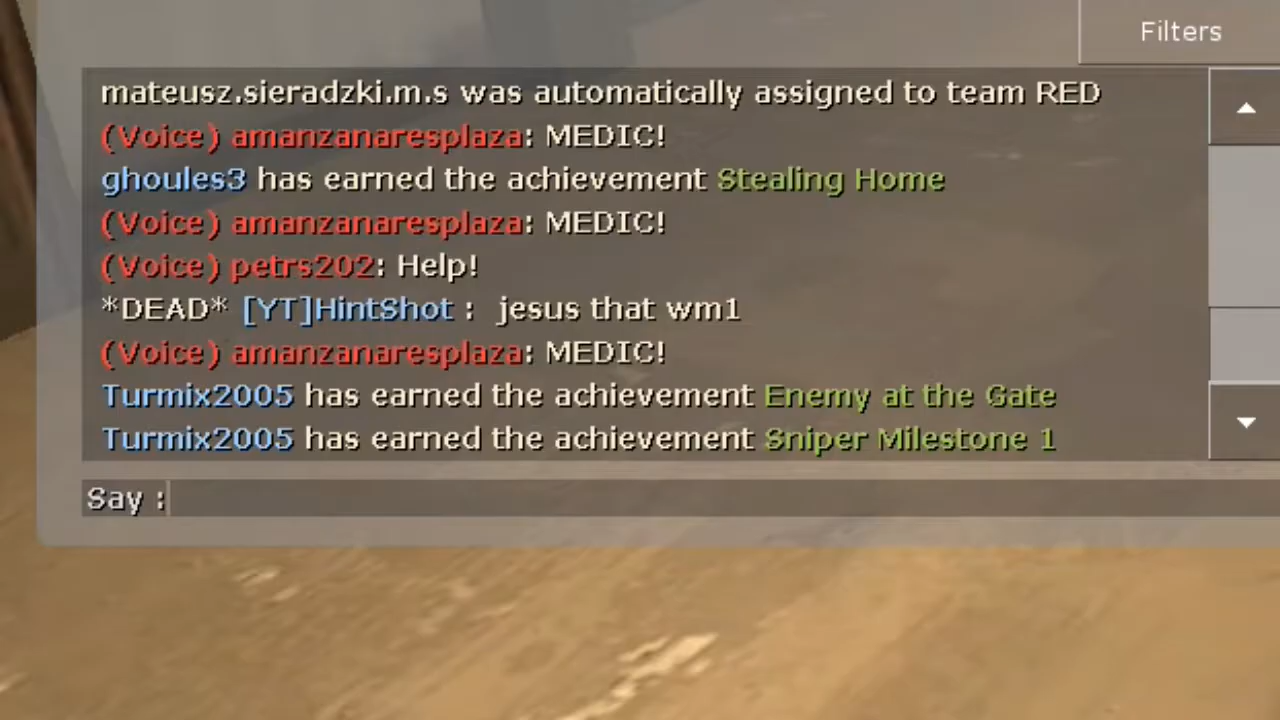 Filters
mateusz.sieradzki.m.s was automatically assigned to team RED
(Voice) amanzanaresplaza: MEDIC!
ghoules3 has earned the achievement Stealing Home
(Voice) amanzanaresplaza: MEDIC!
(Voice) petrs202: Help!
*DEAD* [YT]HintShot :  jesus that wm1
(Voice) amanzanaresplaza: MEDIC!
Turmix2005 has earned the achievement Enemy at the Gate
Turmix2005 has earned the achievement Sniper Milestone 1
Say :